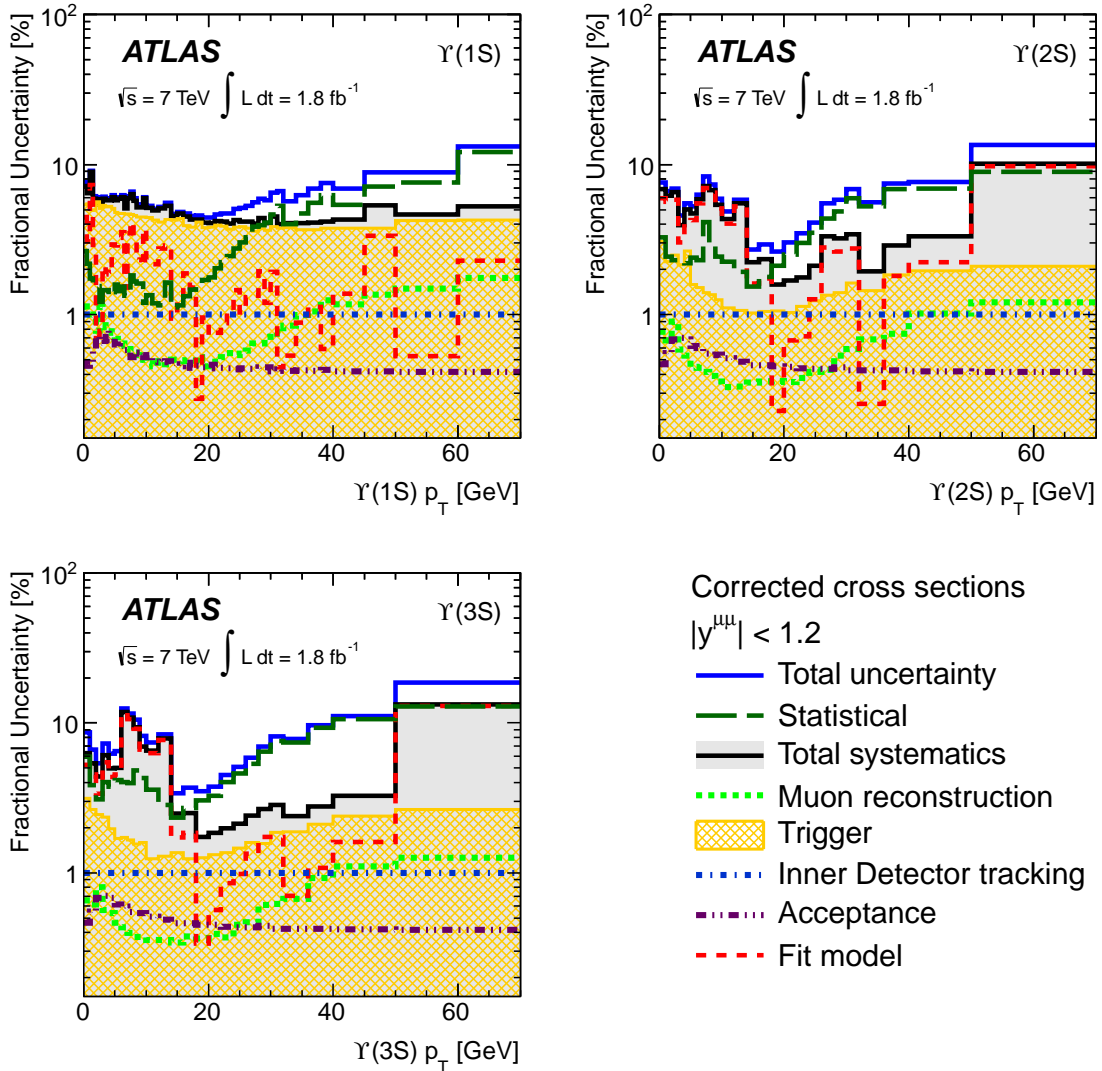 Fractional Uncertainty [%]
10²
10
1
ATLAS
ϒ(1S)
√s = 7 TeV ∫ L dt = 1.8 fb⁻¹
0 20 40 60
ϒ(1S) p_T [GeV]
Fractional Uncertainty [%]
10²
10
1
ATLAS
ϒ(2S)
√s = 7 TeV ∫ L dt = 1.8 fb⁻¹
0 20 40 60
ϒ(2S) p_T [GeV]
Fractional Uncertainty [%]
10²
10
1
ATLAS
ϒ(3S)
√s = 7 TeV ∫ L dt = 1.8 fb⁻¹
0 20 40 60
ϒ(3S) p_T [GeV]
Corrected cross sections
|y^μμ| < 1.2
Total uncertainty
Statistical
Total systematics
Muon reconstruction
Trigger
Inner Detector tracking
Acceptance
Fit model